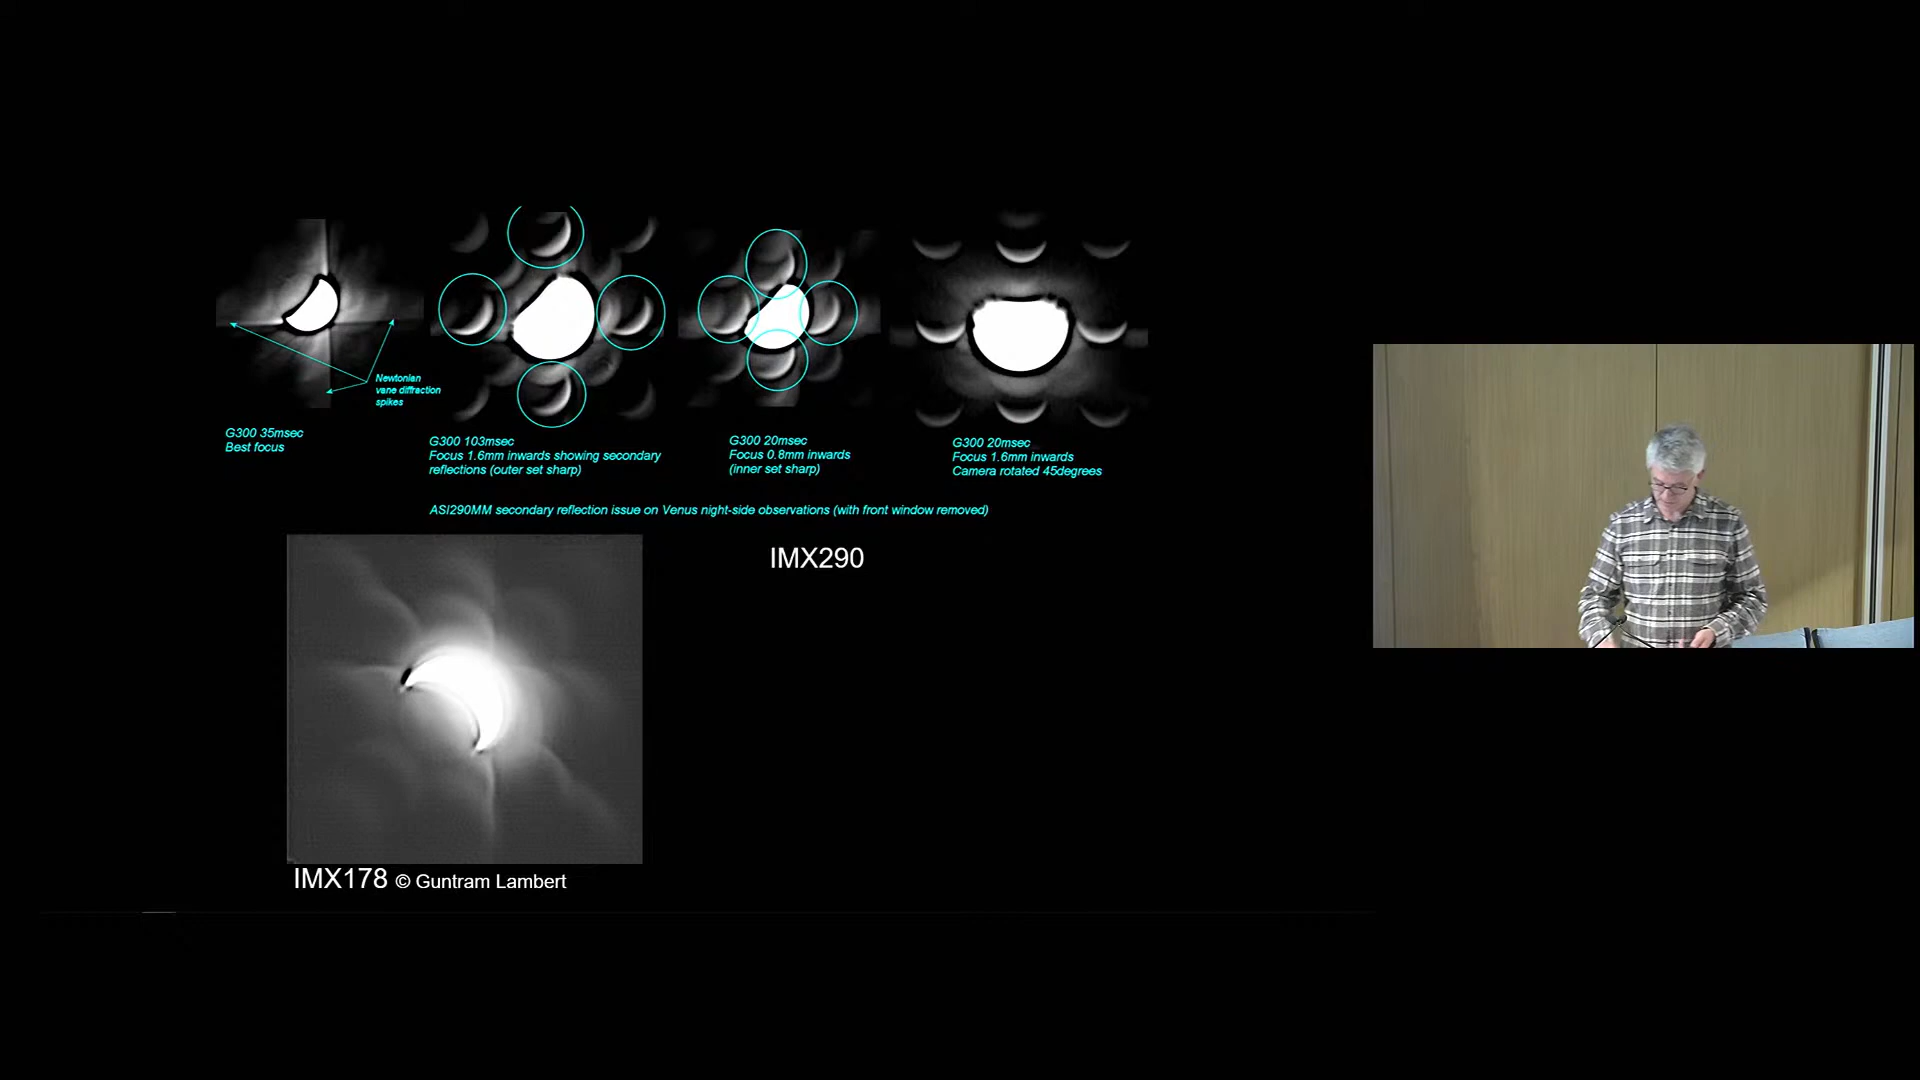 Newtonian
vane diffraction
spikes
G300 35msec
Best focus
G300 103msec
Focus 1.6mm inwards showing secondary
reflections (outer set sharp)
G300 20msec
Focus 0.8mm inwards
(inner set sharp)
G300 20msec
Focus 1.6mm inwards
Camera rotated 45degrees
ASI290MM secondary reflection issue on Venus night-side observations (with front window removed)
IMX290
IMX178 © Guntram Lambert